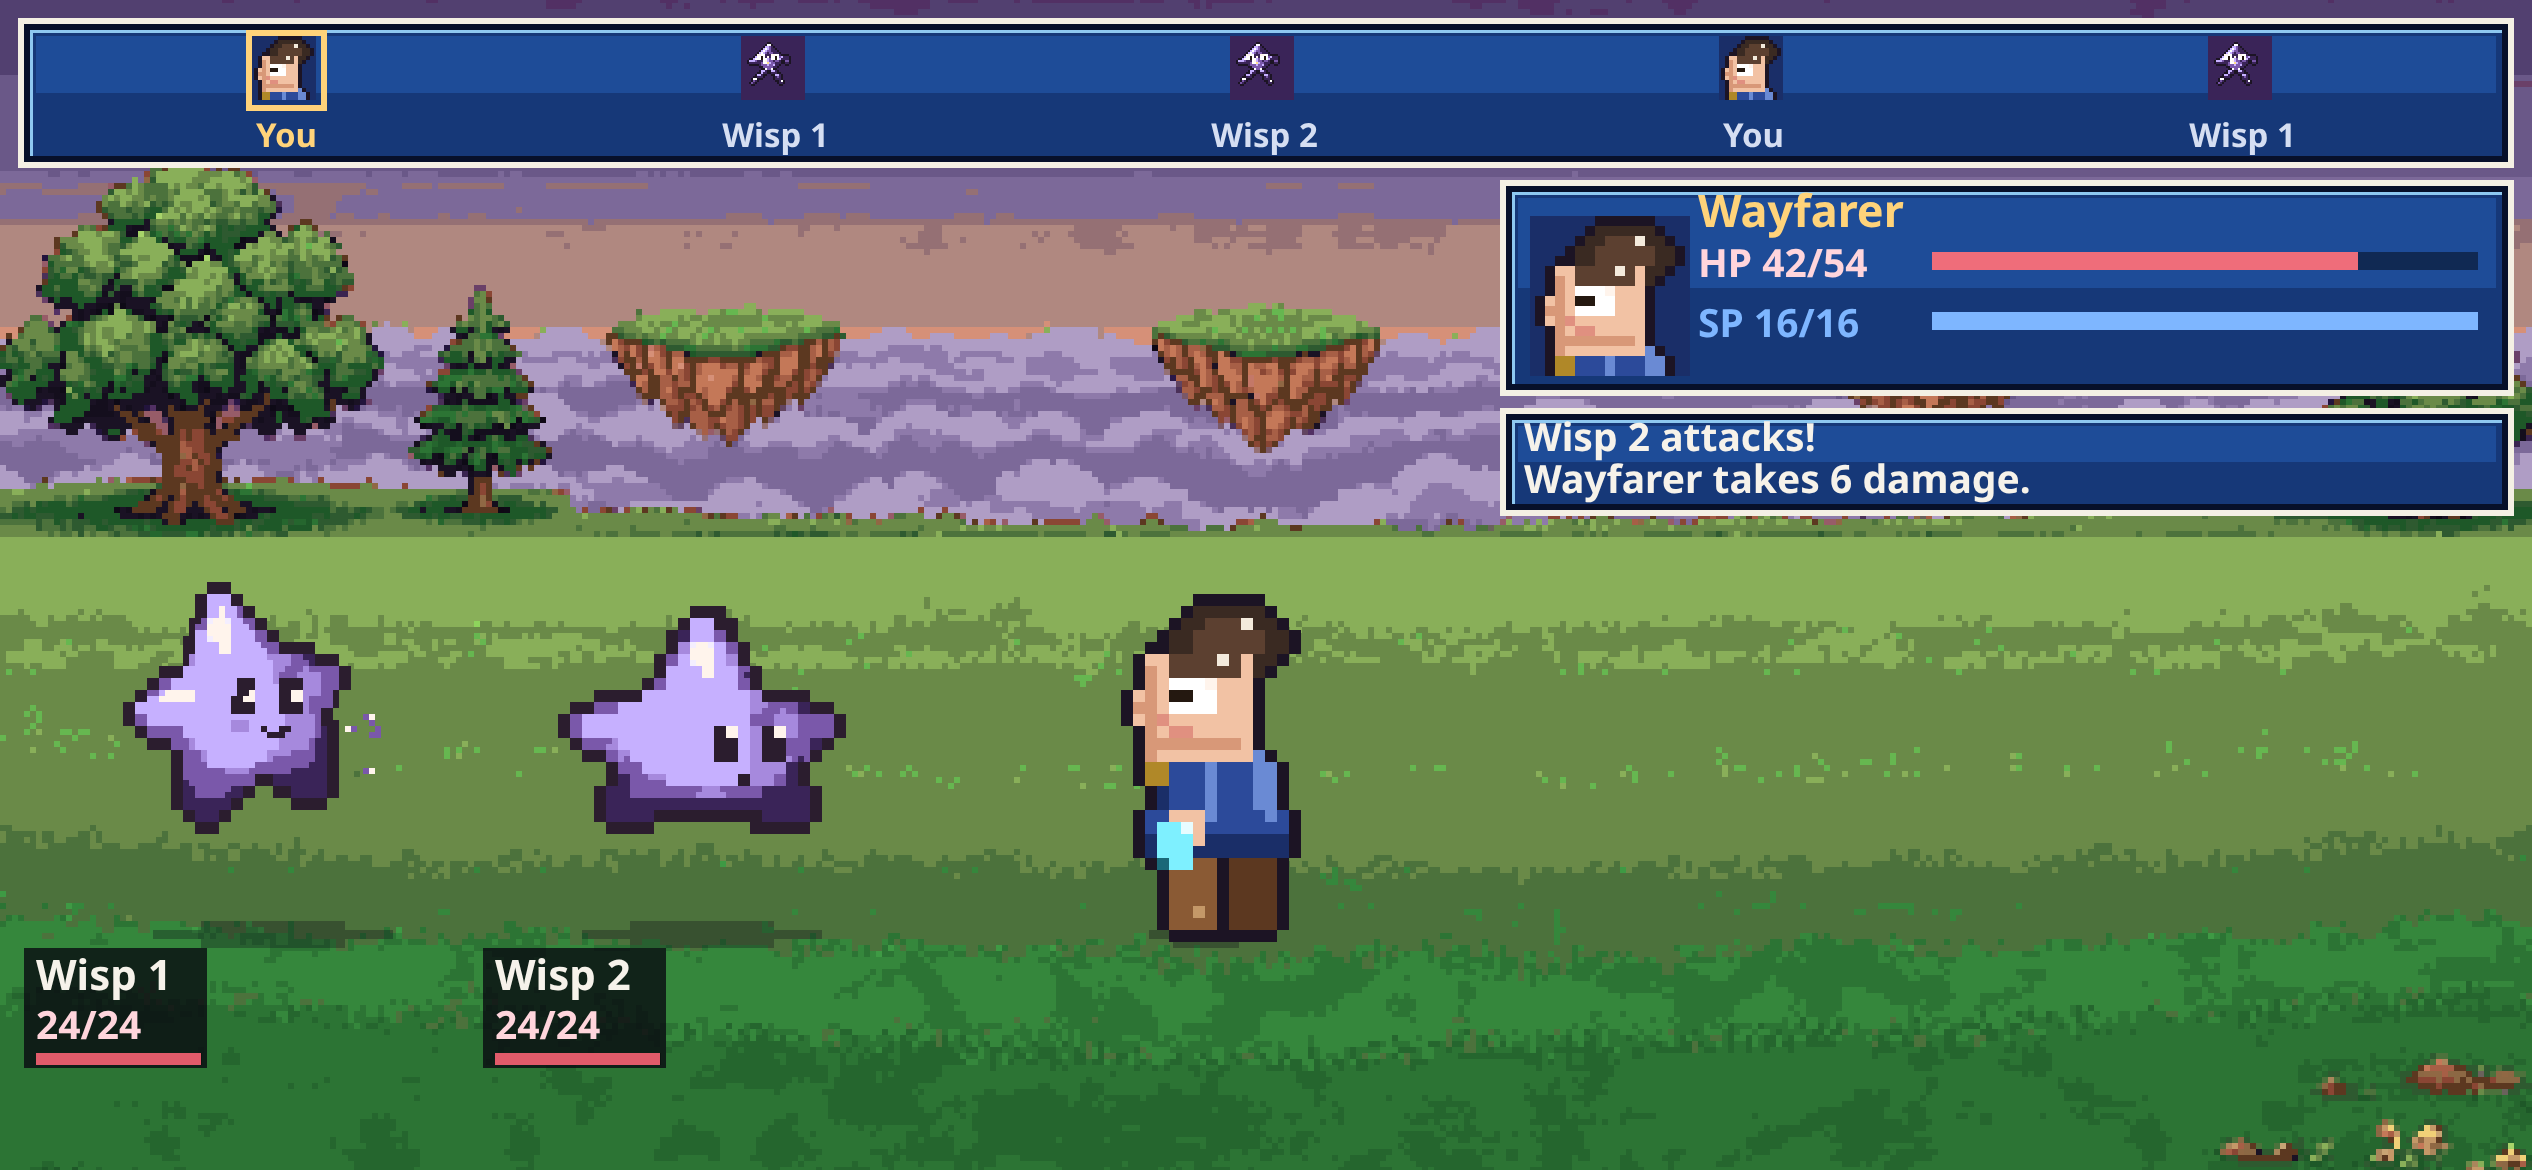 You
Wisp 1
Wisp 2
You
Wisp 1
Wayfarer
HP 42/54
SP 16/16
Wisp 2 attacks!
Wayfarer takes 6 damage.
Wisp 1
24/24
Wisp 2
24/24